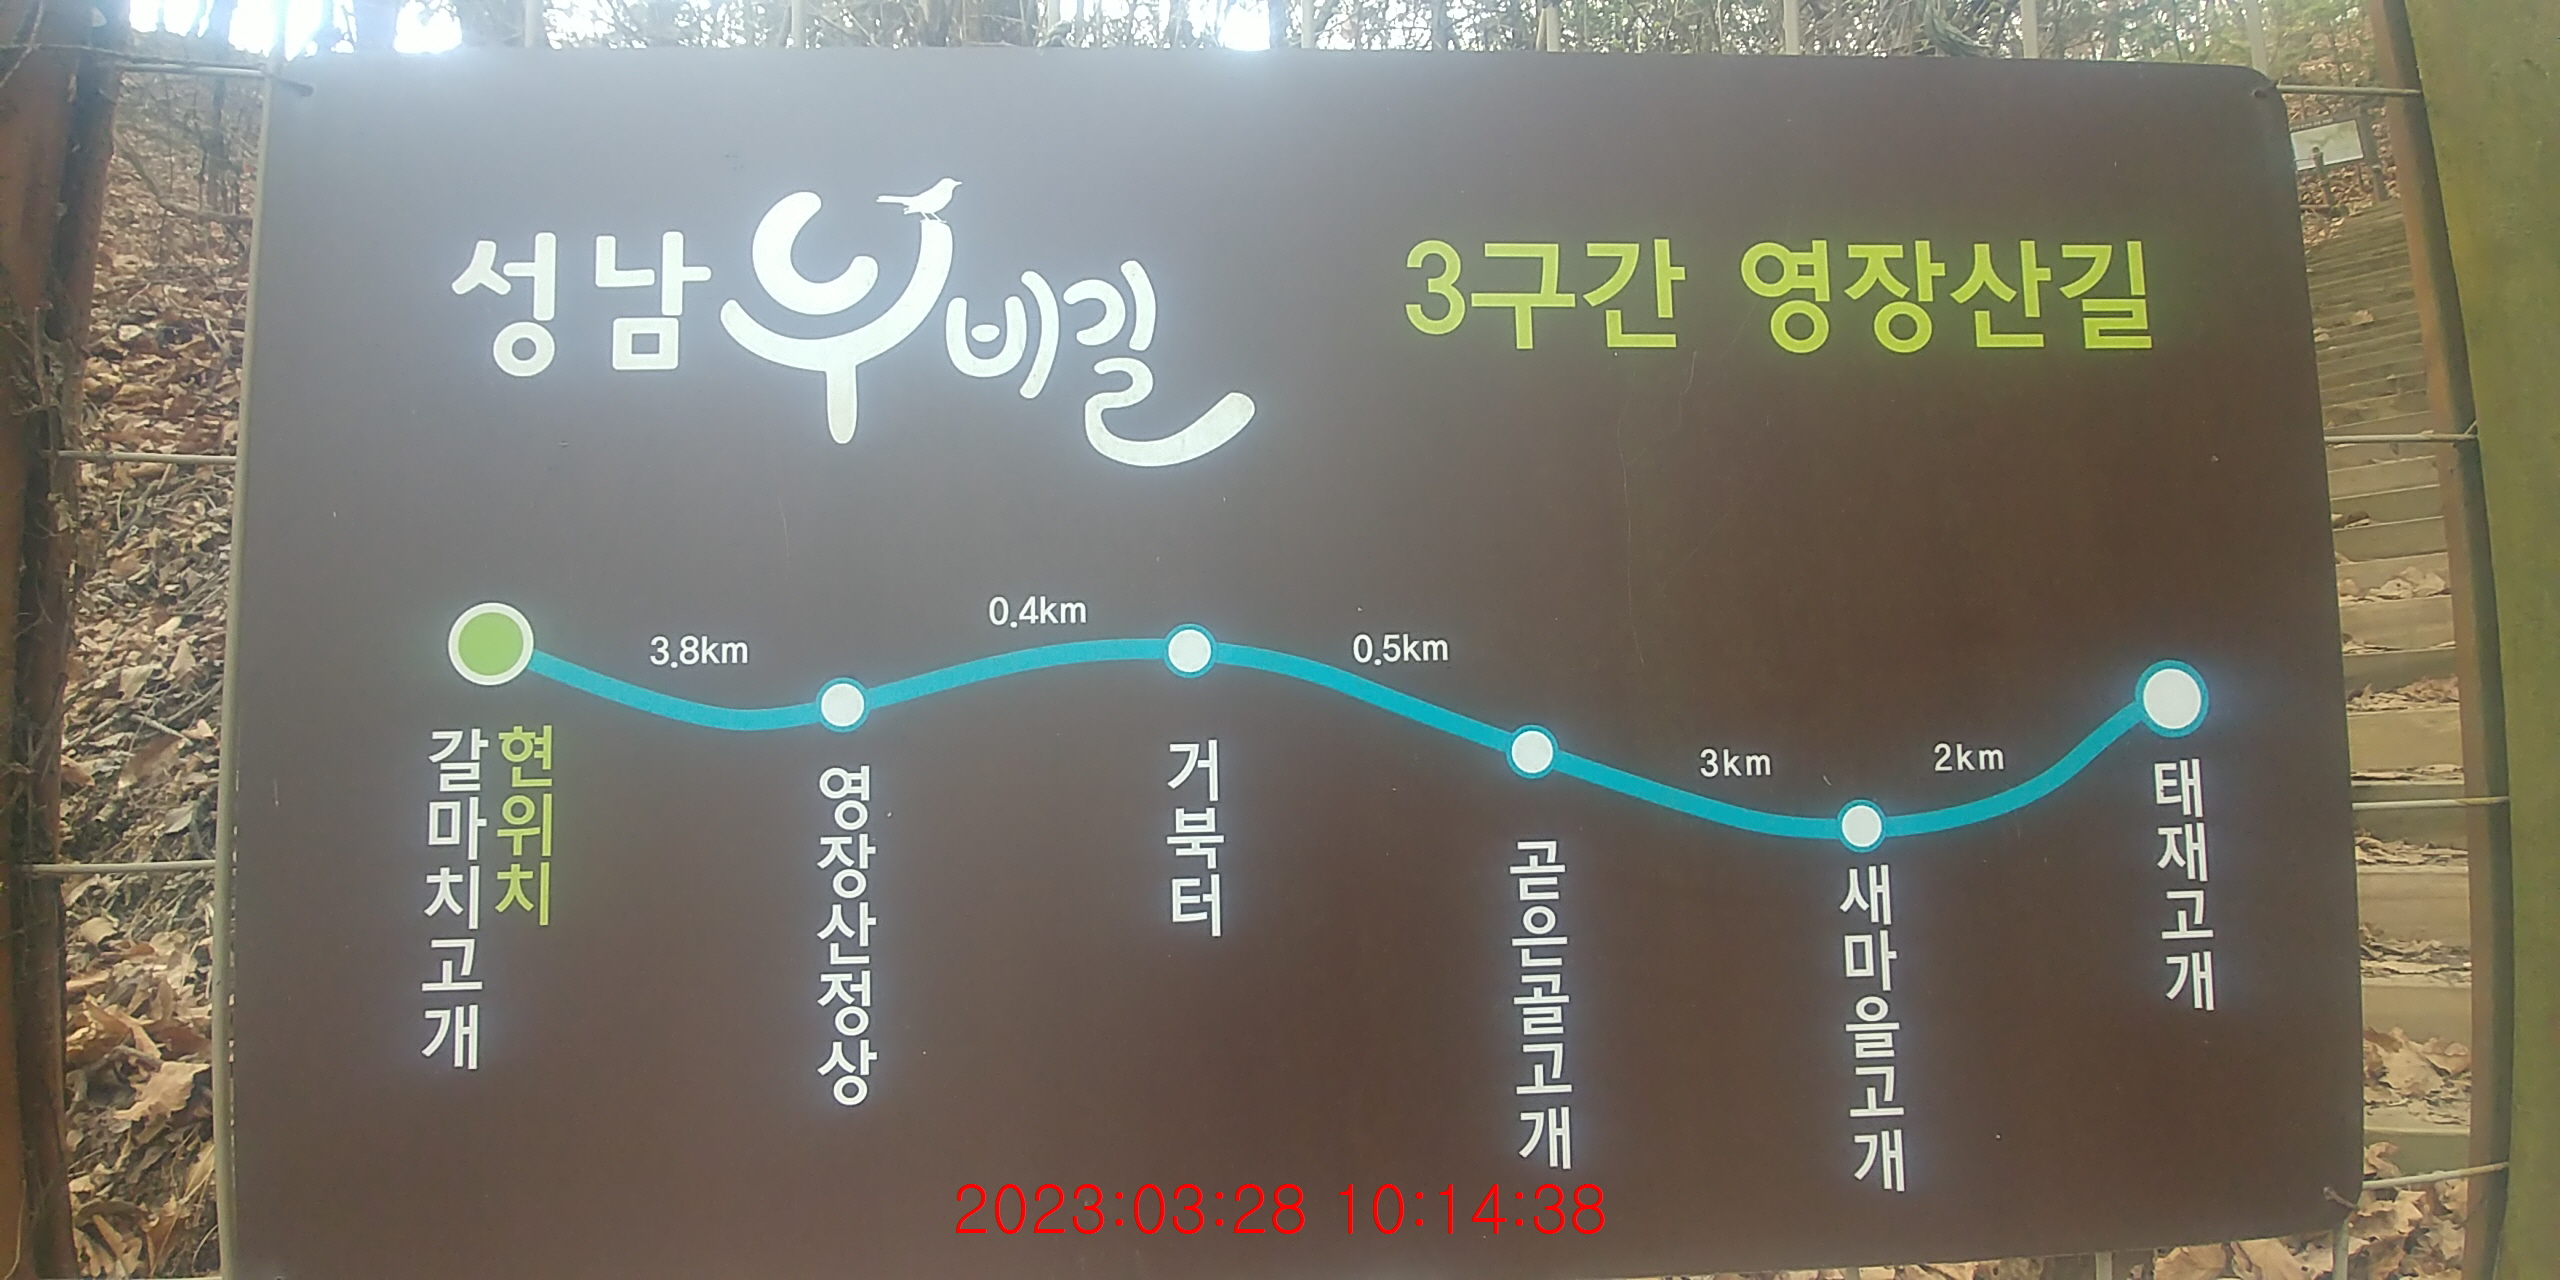 성남누비길
3구간 영장산길
3.8km
0.4km
0.5km
3km
2km
갈마치고개
현위치
영장산정상
거북터
곧은골고개
새마을고개
태재고개
2023:03:28 10:14:38